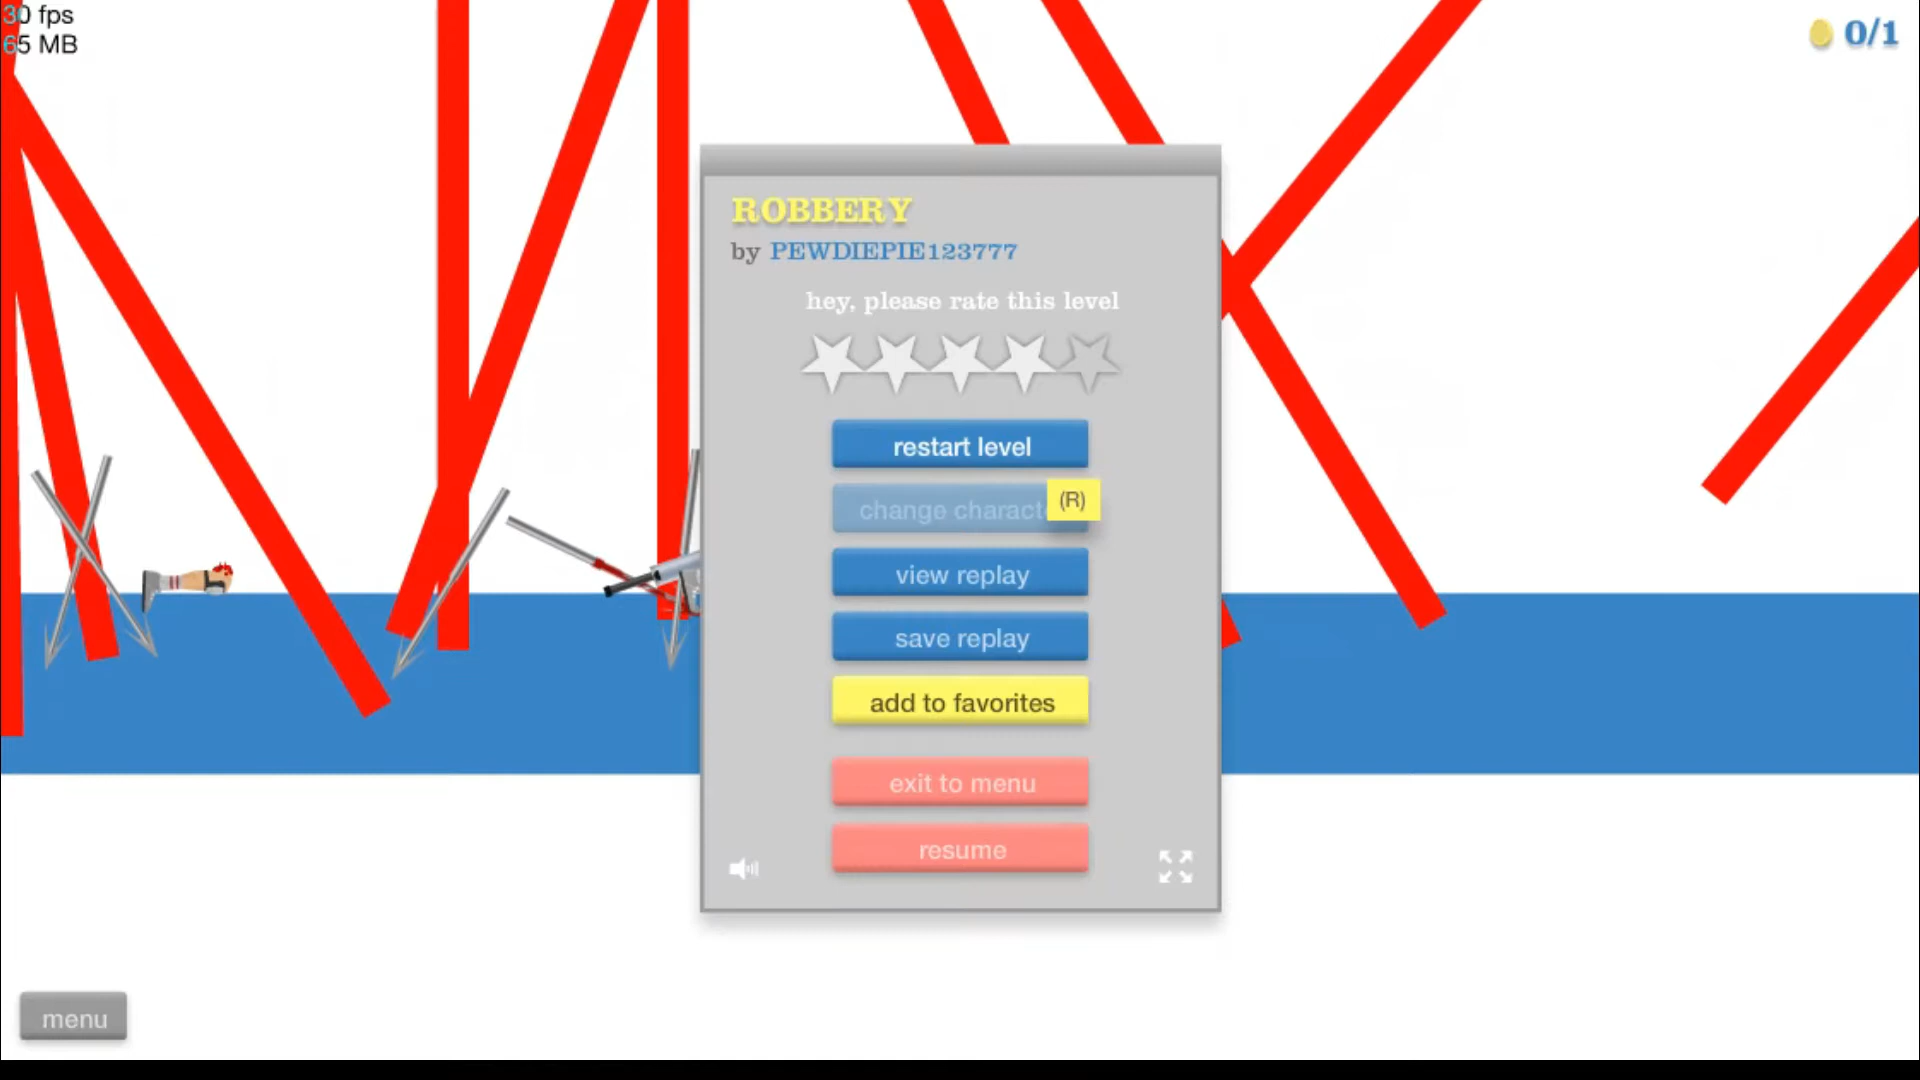 30 fps
65 MB
0/1
ROBBERY
by PEWDIEPIE123777
hey, please rate this level
restart level
change charact
(R)
view replay
save replay
add to favorites
exit to menu
resume
menu